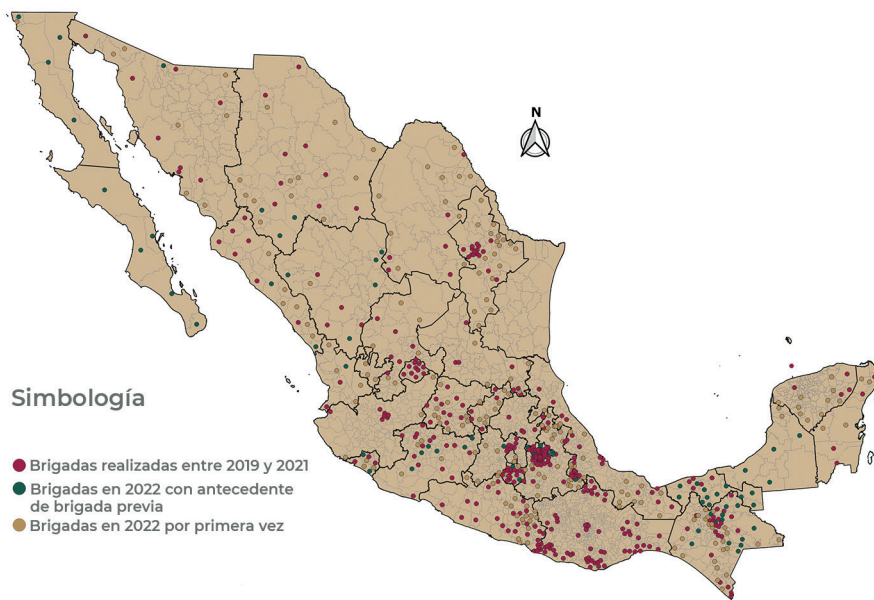 N
Simbología
Brigadas realizadas entre 2019 y 2021
Brigadas en 2022 con antecedente
de brigada previa
Brigadas en 2022 por primera vez